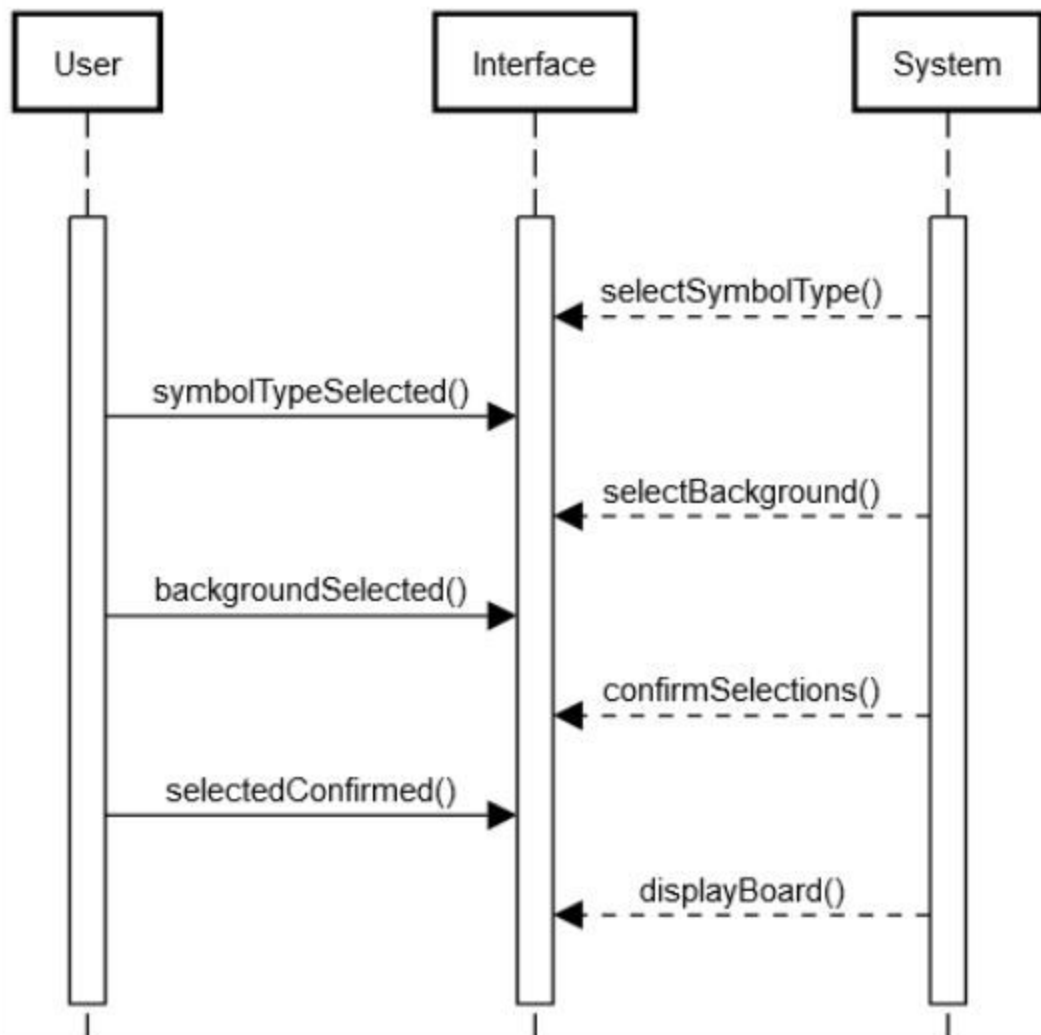 User
Interface
System
selectSymbolType()
symbolTypeSelected()
selectBackground()
backgroundSelected()
confirmSelections()
selectedConfirmed()
displayBoard()